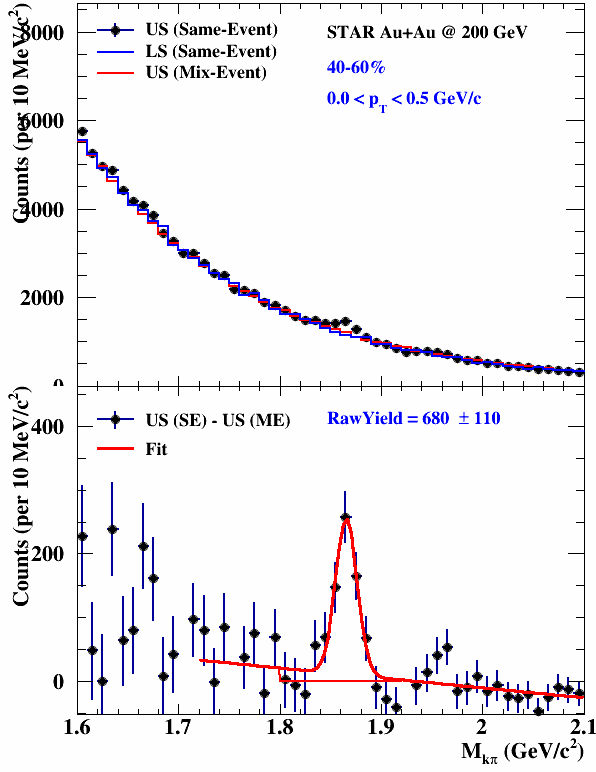 Counts (per 10 MeV/c²)
8000
6000
4000
2000
0
US (Same-Event)
LS (Same-Event)
US (Mix-Event)
STAR Au+Au @ 200 GeV
40-60%
0.0 < p_T < 0.5 GeV/c
Counts (per 10 MeV/c²)
400
200
0
US (SE) - US (ME)
Fit
RawYield = 680 ± 110
1.6 1.7 1.8 1.9 2 2.1
M_kπ (GeV/c²)